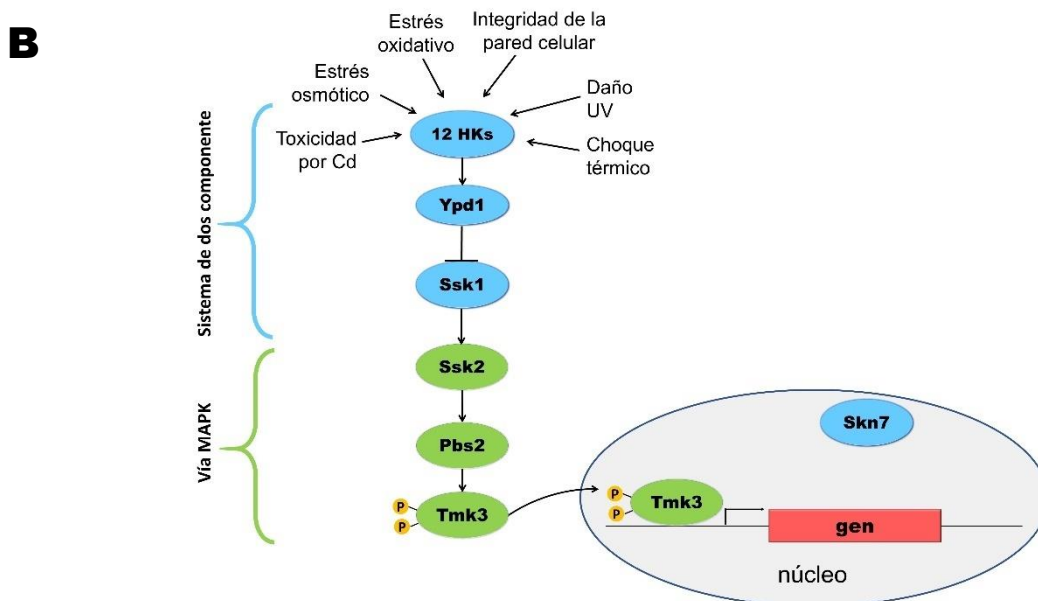 B
Estrés
oxidativo
Integridad de la
pared celular
Estrés
osmótico
Daño
UV
Toxicidad
por Cd
12 HKs
Choque
térmico
Sistema de dos componente
Ypd1
Ssk1
Vía MAPK
Ssk2
Pbs2
P
P
Tmk3
Skn7
P
P
Tmk3
gen
núcleo